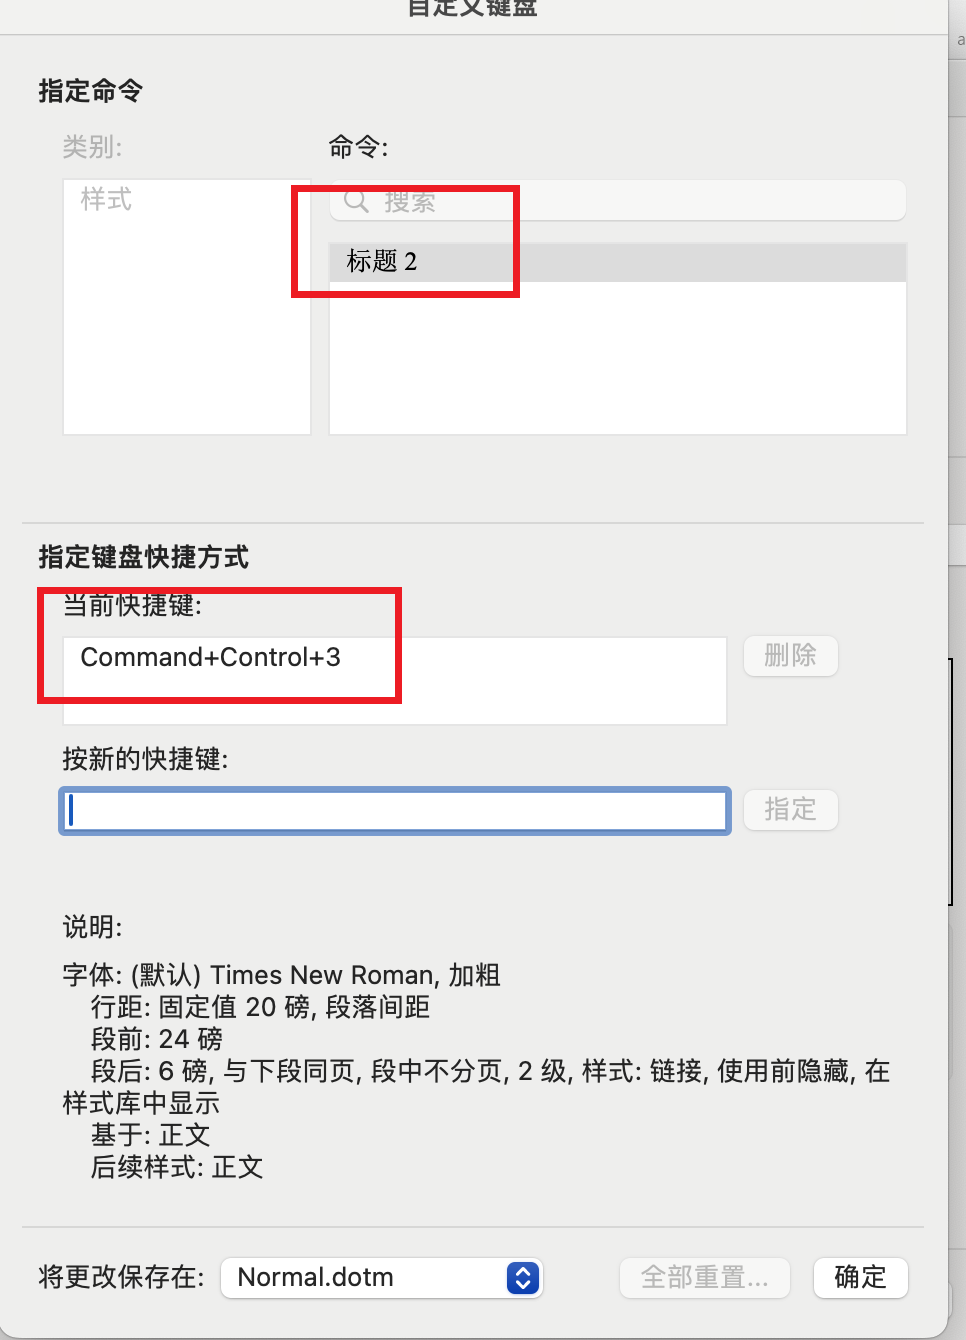 自定义键盘
a
指定命令
类别:
命令:
样式
搜索
标题 2
指定键盘快捷方式
当前快捷键:
Command+Control+3
删除
按新的快捷键:
指定
说明:
字体: (默认) Times New Roman, 加粗
行距: 固定值 20 磅, 段落间距
段前: 24 磅
段后: 6 磅, 与下段同页, 段中不分页, 2 级, 样式: 链接, 使用前隐藏, 在
样式库中显示
基于: 正文
后续样式: 正文
将更改保存在:
Normal.dotm
全部重置...
确定